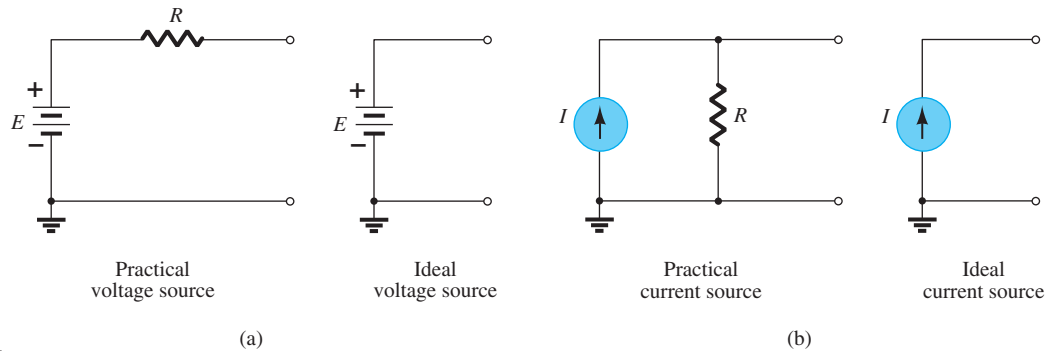 R
+
E
−
Practical
voltage source
+
E
−
Ideal
voltage source
(a)
I
R
Practical
current source
I
Ideal
current source
(b)